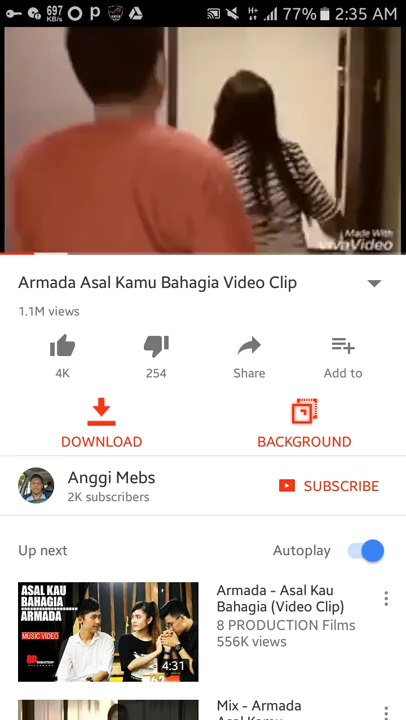 697
KB/s
77%
2:35 AM
Made With
vivaVideo
Armada Asal Kamu Bahagia Video Clip
1.1M views
4K
254
Share
Add to
DOWNLOAD
BACKGROUND
Anggi Mebs
2K subscribers
SUBSCRIBE
Up next
Autoplay
ASAL KAU
BAHAGIA
ARMADA
MUSIC VIDEO
4:31
Armada - Asal Kau
Bahagia (Video Clip)
8 PRODUCTION Films
556K views
Mix - Armada